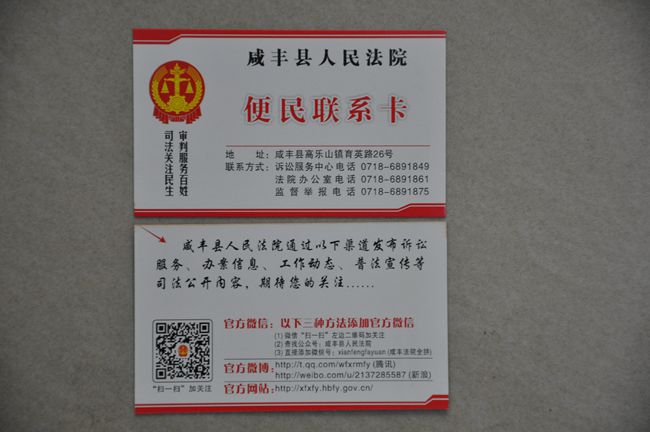 咸丰县人民法院
便民联系卡
审判服务百姓
司法关注民生
地 址：咸丰县高乐山镇育英路26号
联系方式：诉讼服务中心电话 0718-6891849
法院办公室电话 0718-6891861
监督举报电话 0718-6891875
咸丰县人民法院通过以下渠道发布诉讼
服务、办案信息、工作动态、普法宣传等
司法公开内容，期待您的关注……
官方微信：以下三种方法添加官方微信
(1)微信“扫一扫”左边二维码加关注
(2)查找公众号：咸丰县人民法院
(3)直接添加微信号：xianfengfayuan (咸丰法院全拼)
官方微博：http://t.qq.com/wfxrmfy (腾讯)
http://weibo.com/u/2137285587 (新浪)
“扫一扫”加关注
官方网站：http://xfxfy.hbfy.gov.cn/